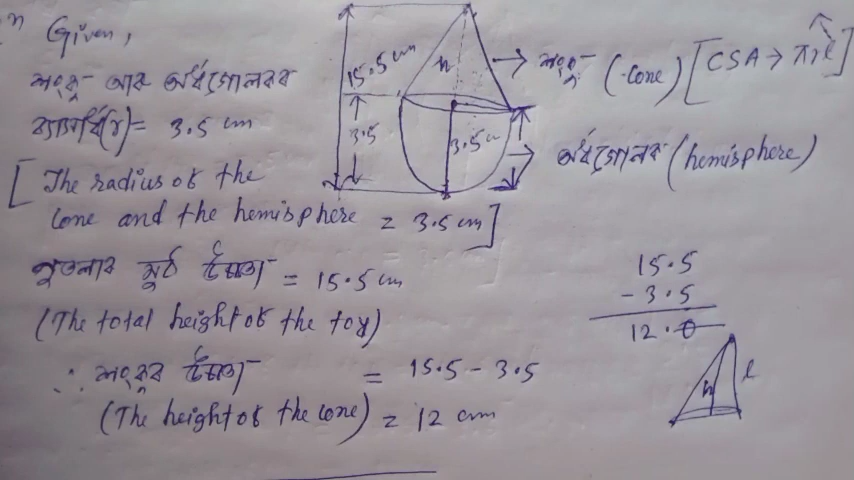 Given,
শংকু আৰু অৰ্ধগোলকৰ
ব্যাসাৰ্ধ(r) = 3.5 cm
[The radius of the
cone and the hemisphere = 3.5 cm]
পুতলাৰ মুঠ উচ্চতা = 15.5 cm
(The total height of the toy)
∴ শংকুৰ উচ্চতা = 15.5 - 3.5
(The height of the cone) = 12 cm
15.5 cm
h
3.5
3.5
→ শংকু (cone) [CSA → πrl]
→ অৰ্ধগোলক (hemisphere)
15.5
- 3.5
12.0
h
l